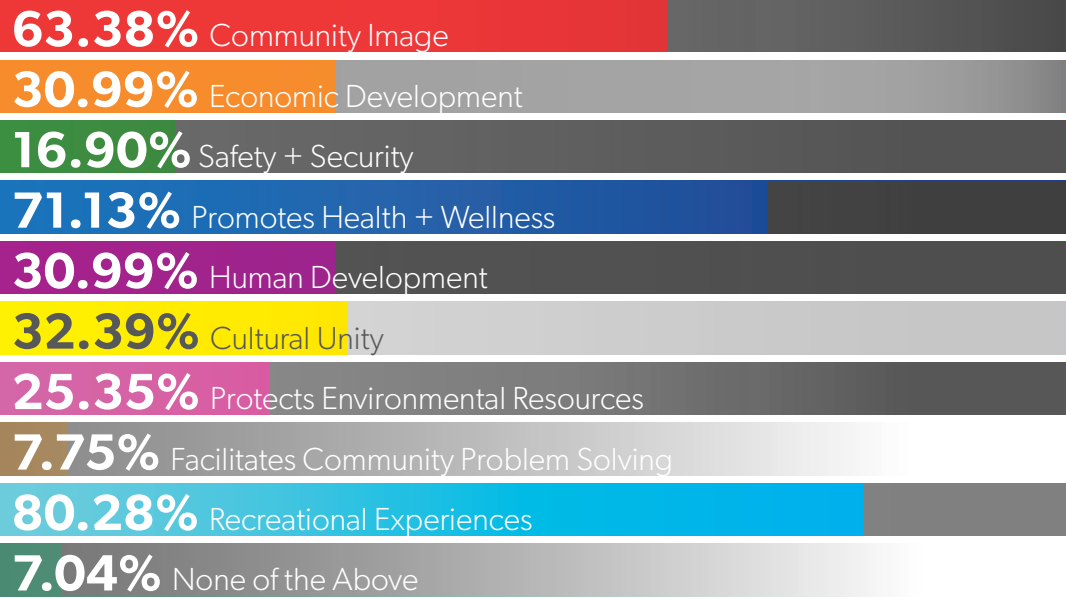 63.38% Community Image
30.99% Economic Development
16.90% Safety + Security
71.13% Promotes Health + Wellness
30.99% Human Development
32.39% Cultural Unity
25.35% Protects Environmental Resources
7.75% Facilitates Community Problem Solving
80.28% Recreational Experiences
7.04% None of the Above